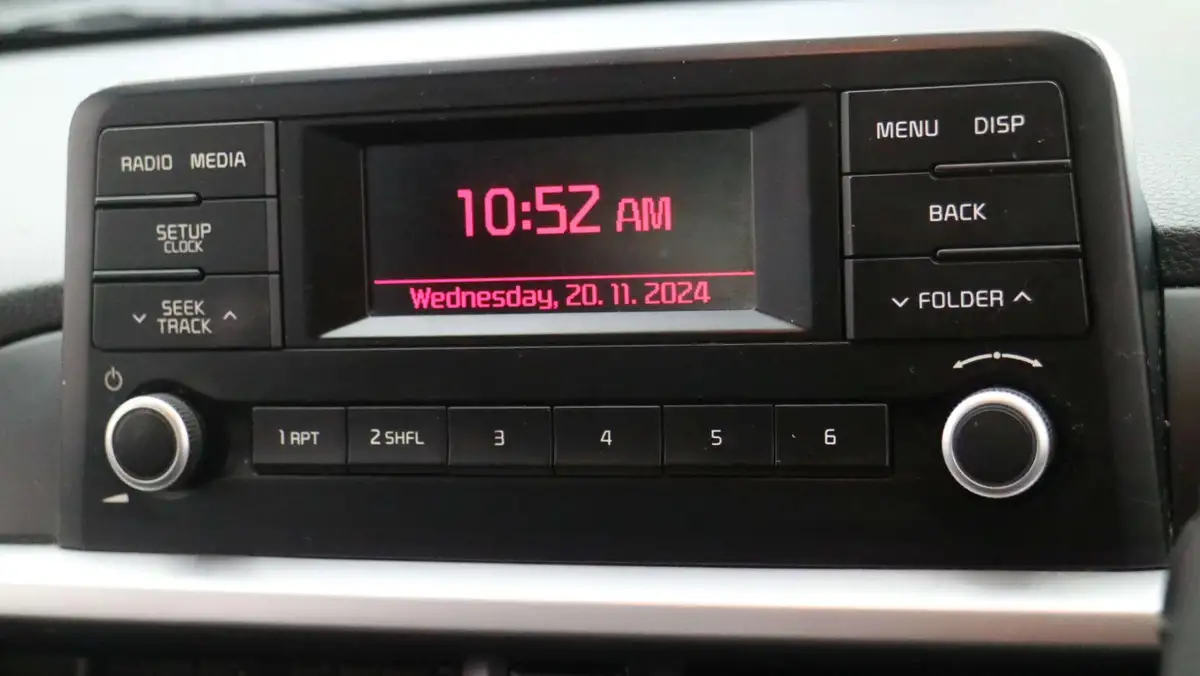 RADIO MEDIA
SETUP
CLOCK
SEEK
TRACK
10:52 AM
Wednesday, 20. 11. 2024
MENU DISP
BACK
FOLDER
1 RPT
2 SHFL
3
4
5
6